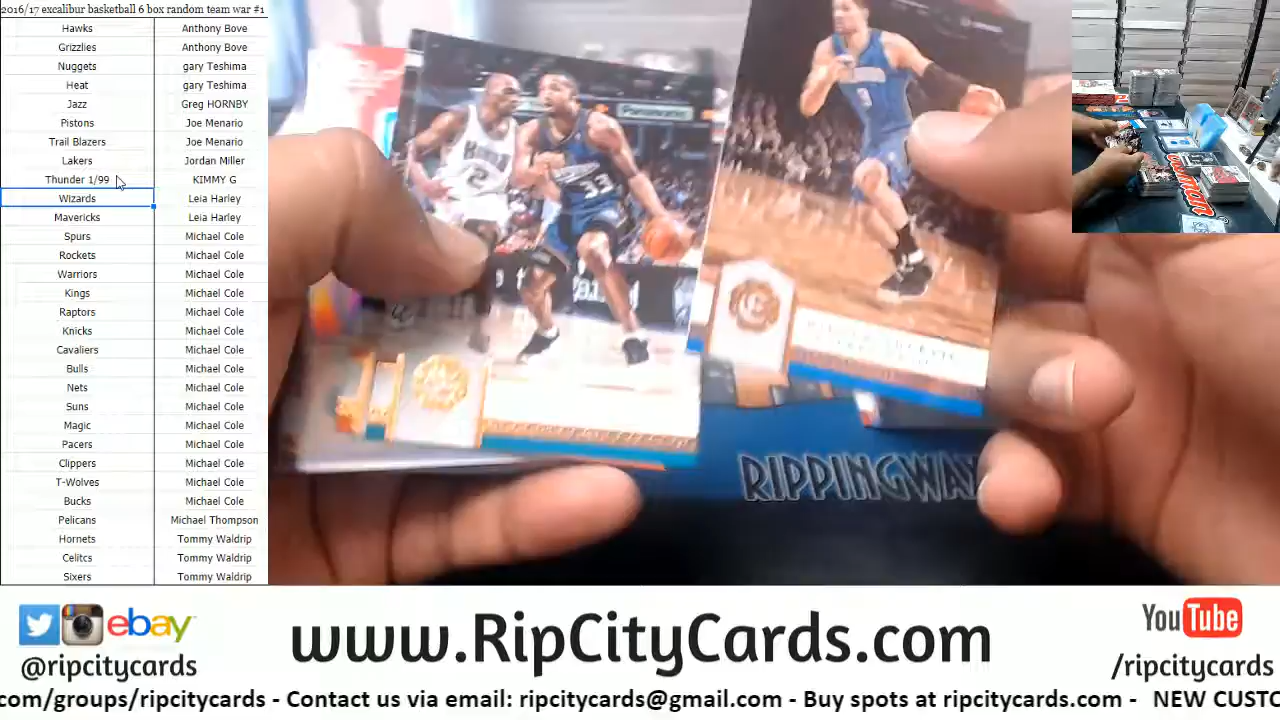 2016/17 excalibur basketball 6 box random team war #1
Hawks Anthony Bove
Grizzlies Anthony Bove
Nuggets gary Teshima
Heat gary Teshima
Jazz Greg HORNBY
Pistons Joe Menario
Trail Blazers Joe Menario
Lakers Jordan Miller
Thunder 1/99 KIMMY G
Wizards Leia Harley
Mavericks Leia Harley
Spurs Michael Cole
Rockets Michael Cole
Warriors Michael Cole
Kings Michael Cole
Raptors Michael Cole
Knicks Michael Cole
Cavaliers Michael Cole
Bulls Michael Cole
Nets Michael Cole
Suns Michael Cole
Magic Michael Cole
Pacers Michael Cole
Clippers Michael Cole
T-Wolves Michael Cole
Bucks Michael Cole
Pelicans Michael Thompson
Hornets Tommy Waldrip
Celitcs Tommy Waldrip
Sixers Tommy Waldrip
33
RIPPINGWAX
ebay
@ripcitycards
www.RipCityCards.com
YouTube
/ripcitycards
com/groups/ripcitycards - Contact us via email: ripcitycards@gmail.com - Buy spots at ripcitycards.com - NEW CUSTO